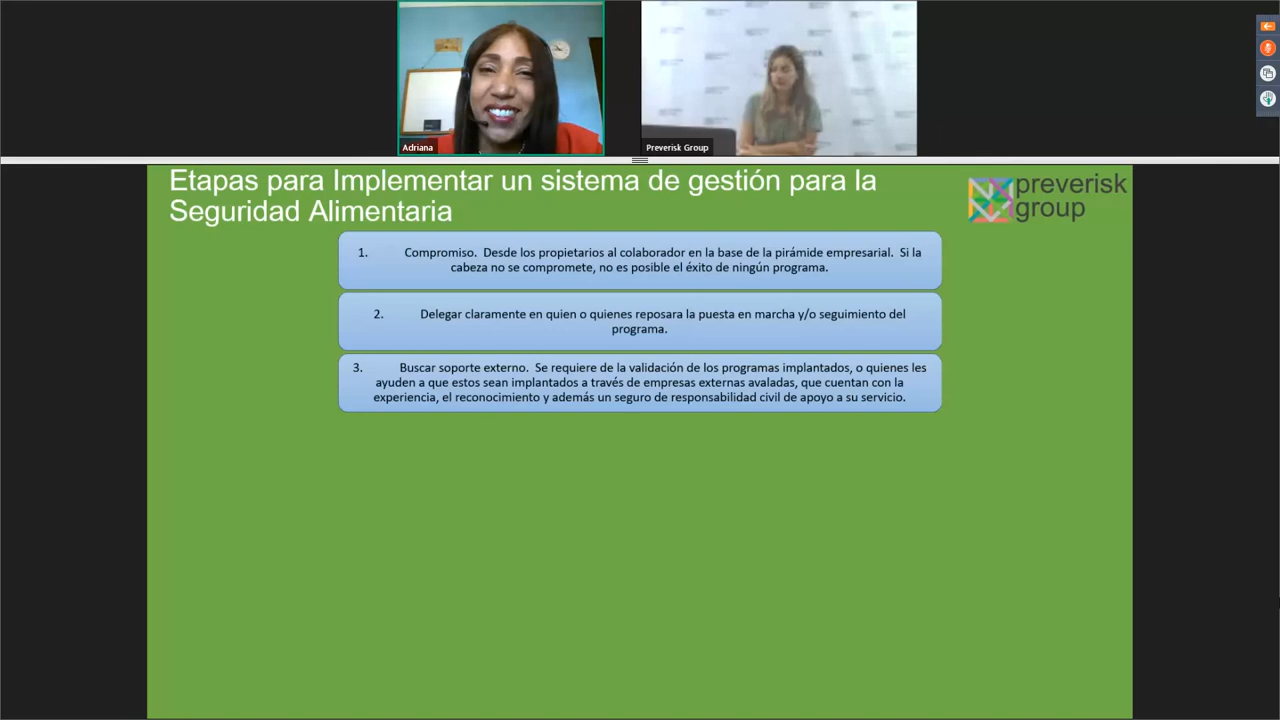 Adriana
Preverisk Group
Etapas para Implementar un sistema de gestión para la
Seguridad Alimentaria
preverisk
group
1. Compromiso. Desde los propietarios al colaborador en la base de la pirámide empresarial. Si la
cabeza no se compromete, no es posible el éxito de ningún programa.
2. Delegar claramente en quien o quienes reposara la puesta en marcha y/o seguimiento del
programa.
3. Buscar soporte externo. Se requiere de la validación de los programas implantados, o quienes les
ayuden a que estos sean implantados a través de empresas externas avaladas, que cuentan con la
experiencia, el reconocimiento y además un seguro de responsabilidad civil de apoyo a su servicio.